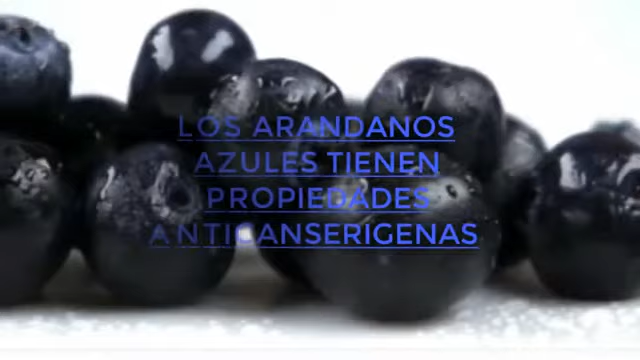 LOS ARANDANOS
AZULES TIENEN
PROPIEDADES
ANTICANSERIGENAS